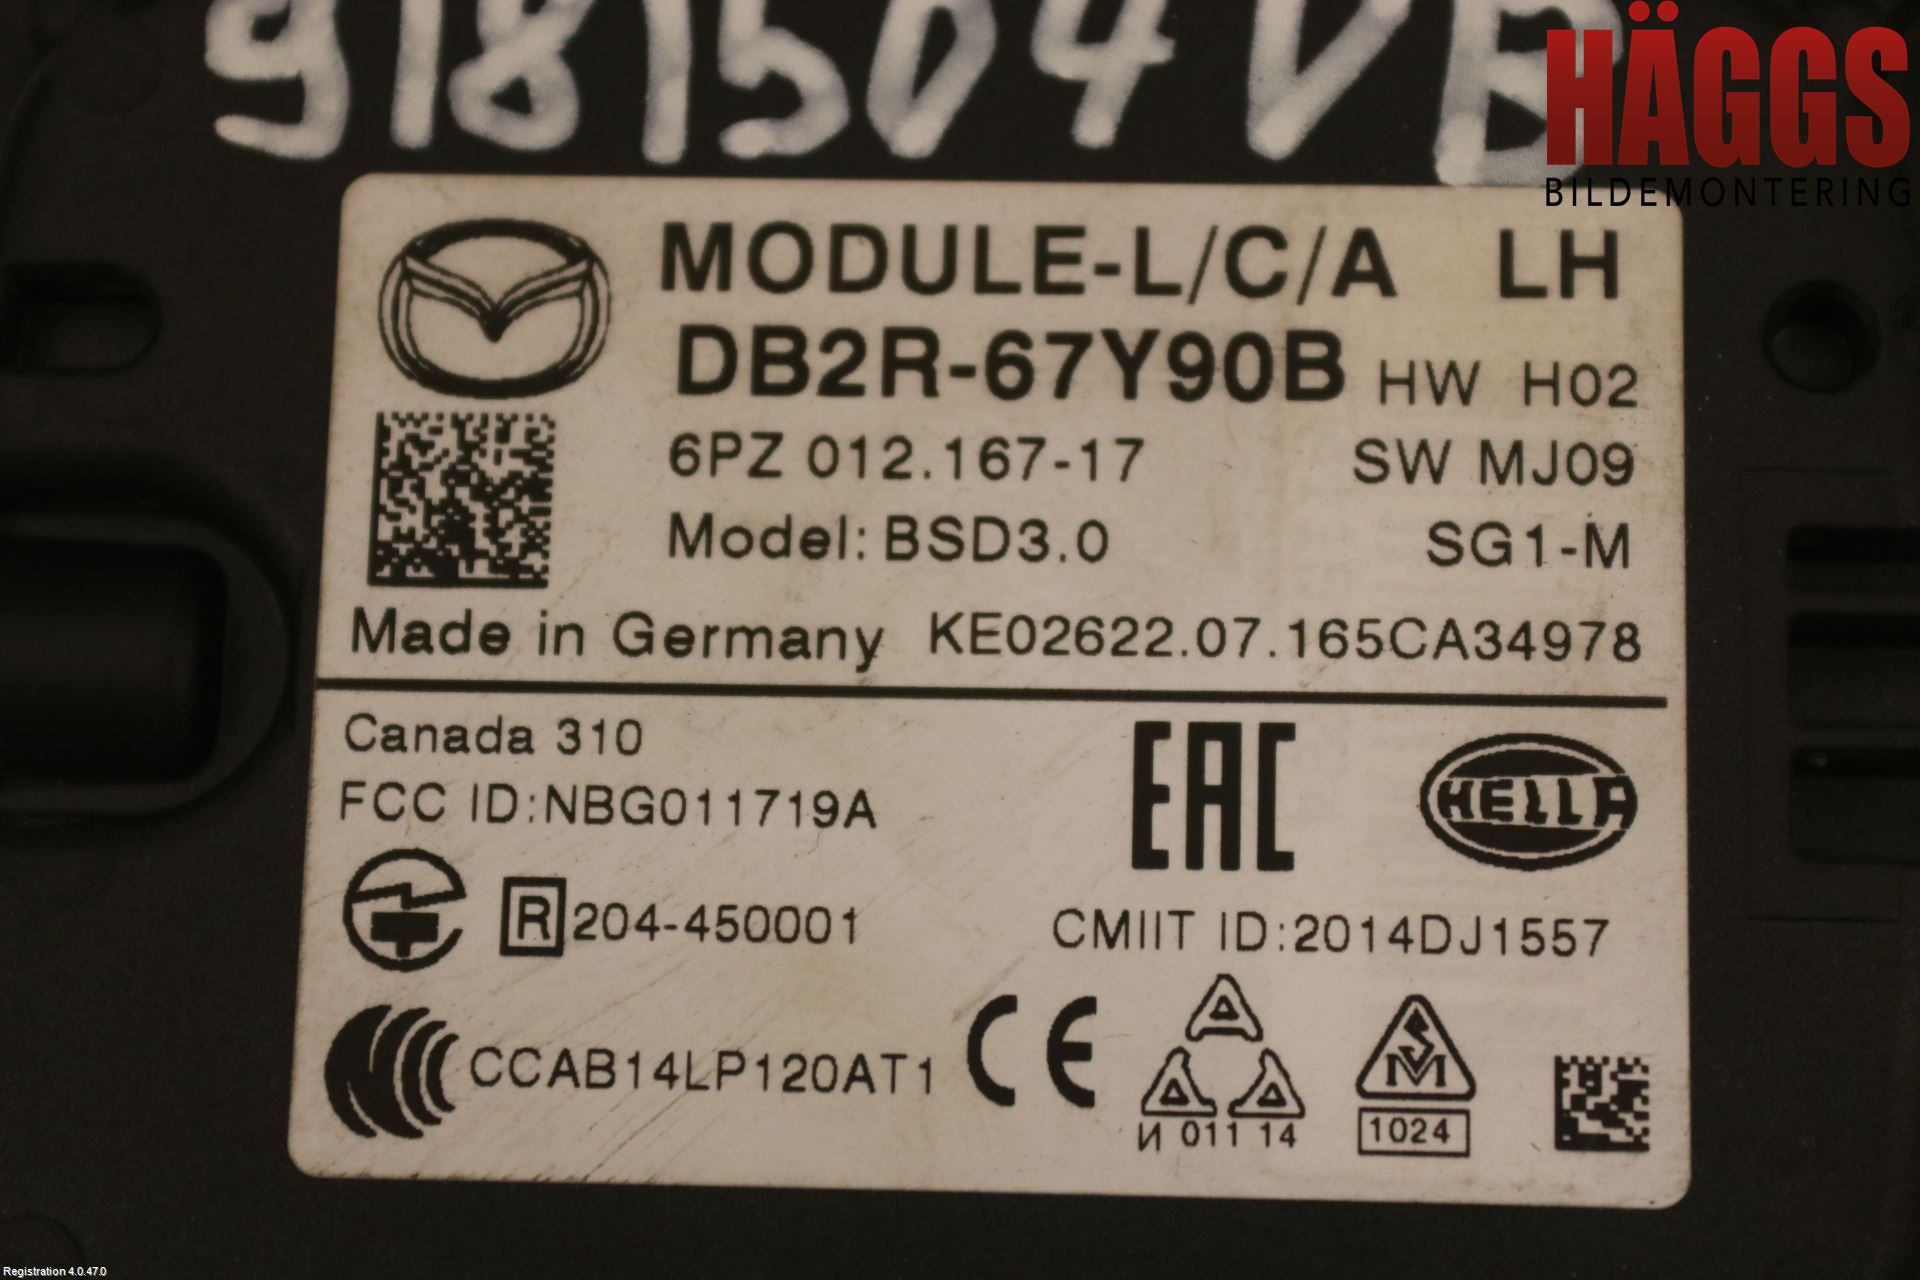 9181504VB
HÄGGS
BILDEMONTERING
MODULE-L/C/A LH
DB2R-67Y90B HW H02
6PZ 012.167-17 SW MJ09
Model: BSD3.0 SG1-M
Made in Germany KE02622.07.165CA34978
Canada 310
FCC ID:NBG011719A
EAC
HELLA
R 204-450001
CMIIT ID:2014DJ1557
CCAB14LP120AT1
CE
И 011 14
SM
1024
Registration 4.0.47.0